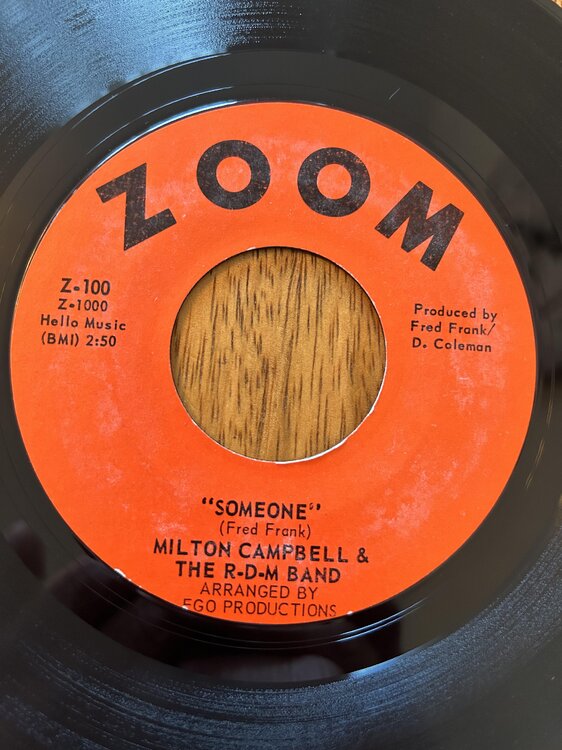 ZOOM
Z-100
Z-1000
Hello Music
(BMI) 2:50
Produced by
Fred Frank/
D. Coleman
"SOMEONE"
(Fred Frank)
MILTON CAMPBELL &
THE R-D-M BAND
ARRANGED BY
EGO PRODUCTIONS